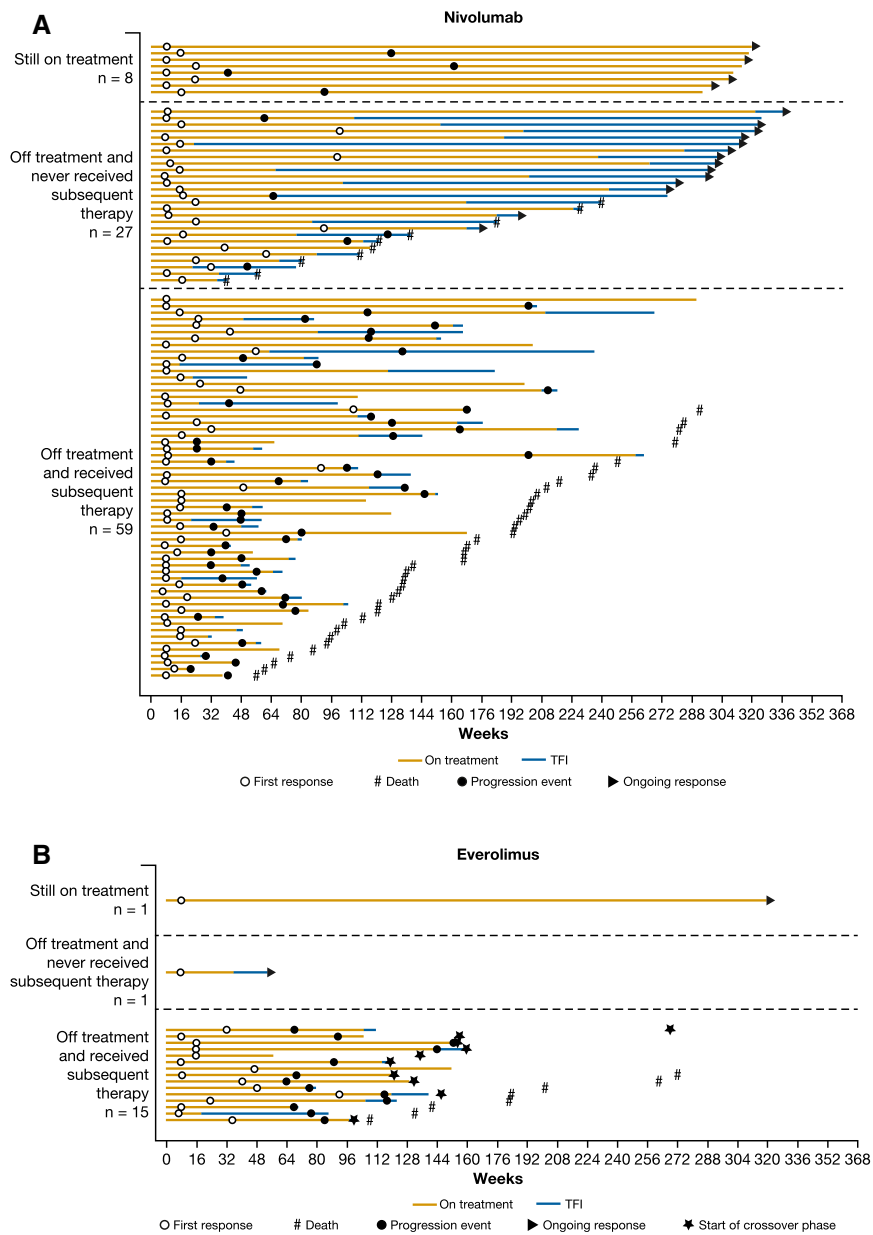 A
Nivolumab
Still on treatment
n = 8
Off treatment and
never received
subsequent
therapy
n = 27
Off treatment
and received
subsequent
therapy
n = 59
0 16 32 48 64 80 96 112 128 144 160 176 192 208 224 240 256 272 288 304 320 336 352 368
Weeks
On treatment TFI
First response # Death Progression event Ongoing response
B
Everolimus
Still on treatment
n = 1
Off treatment and
never received
subsequent therapy
n = 1
Off treatment
and received
subsequent
therapy
n = 15
0 16 32 48 64 80 96 112 128 144 160 176 192 208 224 240 256 272 288 304 320 336 352 368
Weeks
On treatment TFI
First response # Death Progression event Ongoing response Start of crossover phase